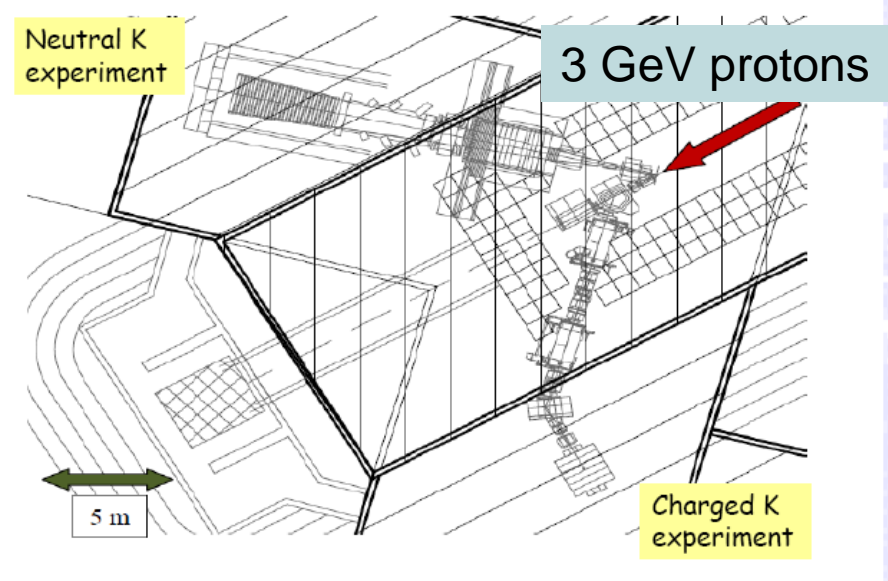 Neutral K
experiment
3 GeV protons
5 m
Charged K
experiment